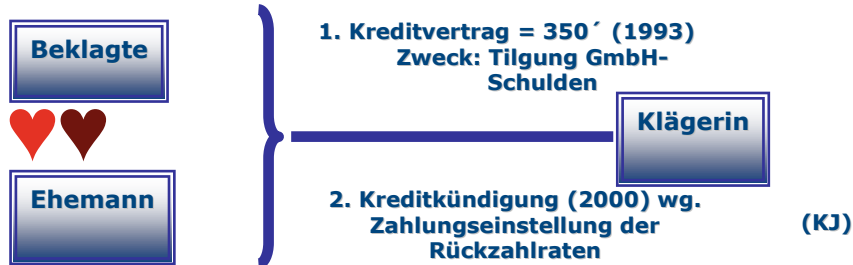 Beklagte
1. Kreditvertrag = 350´ (1993)
Zweck: Tilgung GmbH-
Schulden
Klägerin
Ehemann
2. Kreditkündigung (2000) wg.
Zahlungseinstellung der
Rückzahlraten
(KJ)